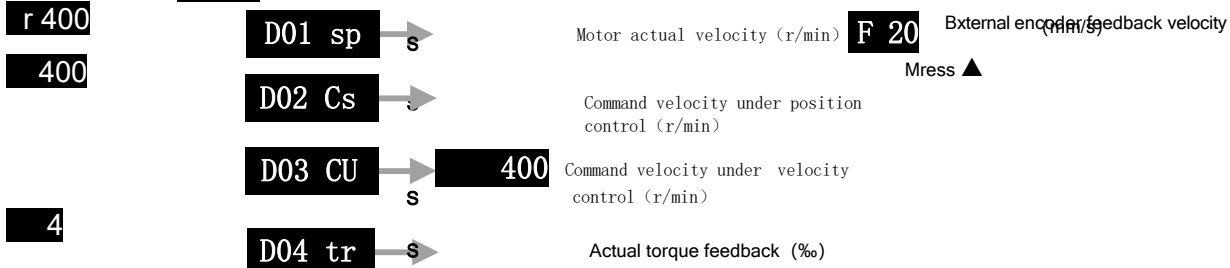 r 400
D01 sp
S
Motor actual velocity (r/min)
F 20
Bxternal encoder/feedback velocity
(mm/s)
400
Mress ▲
D02 Cs
Command velocity under position
control (r/min)
D03 CU
S
400
Command velocity under velocity
control (r/min)
4
D04 tr
S
Actual torque feedback (‰)